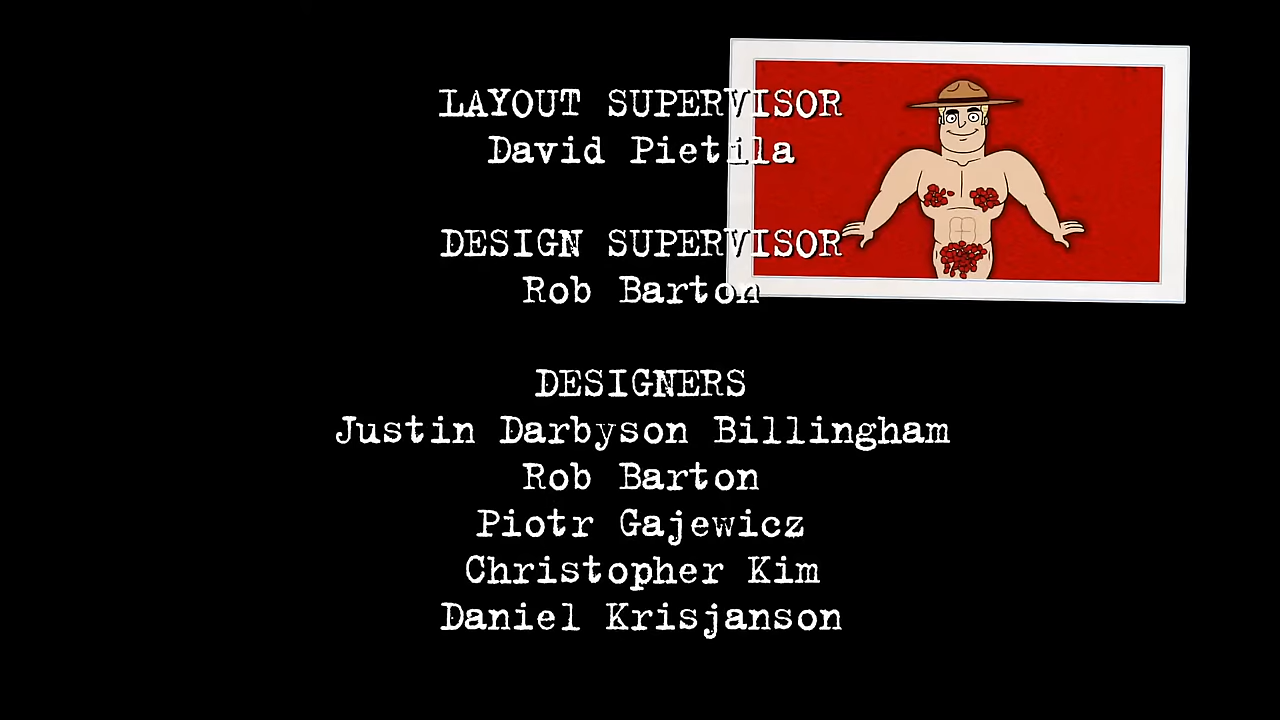 LAYOUT SUPERVISOR
David Pietila
DESIGN SUPERVISOR
Rob Barton
DESIGNERS
Justin Darbyson Billingham
Rob Barton
Piotr Gajewicz
Christopher Kim
Daniel Krisjanson